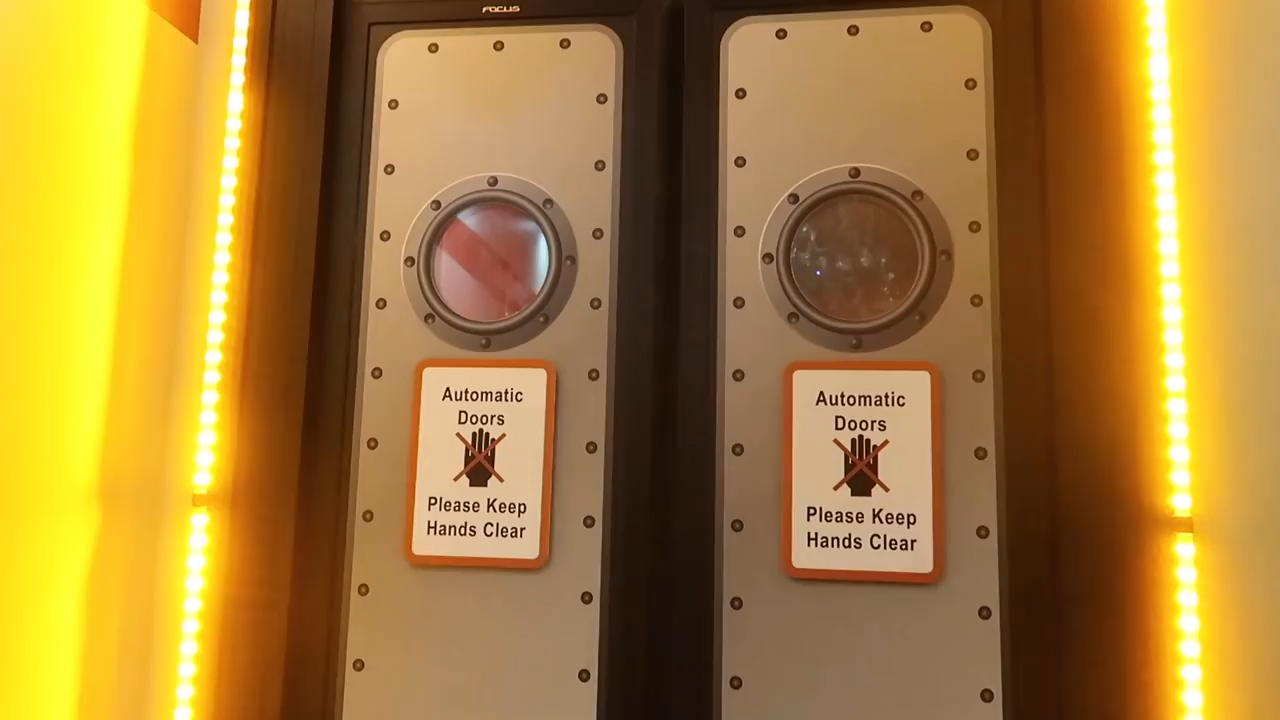 FOCUS
Automatic
Doors
Please Keep
Hands Clear
Automatic
Doors
Please Keep
Hands Clear